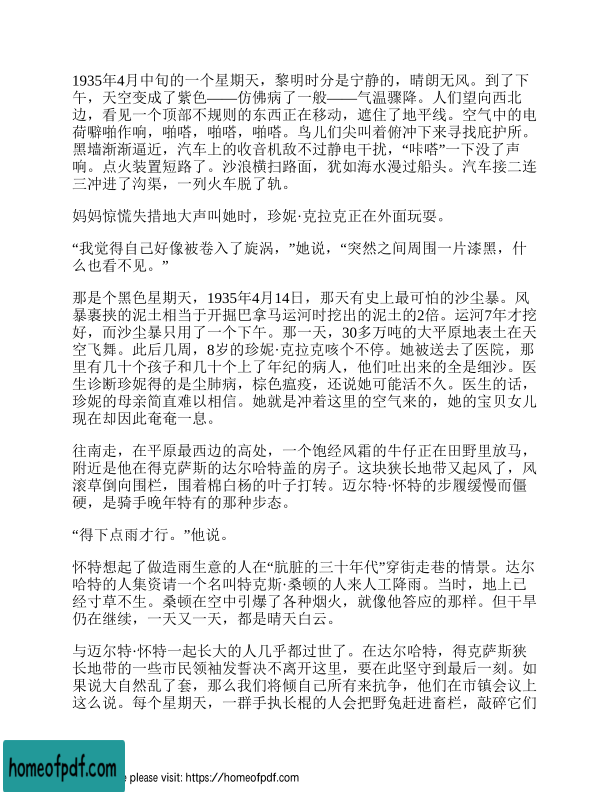 1935年4月中旬的一个星期天，黎明时分是宁静的，晴朗无风。到了下
午，天空变成了紫色——仿佛病了一般——气温骤降。人们望向西北
边，看见一个顶部不规则的东西正在移动，遮住了地平线。空气中的电
荷噼啪作响，啪嗒，啪嗒，啪嗒。鸟儿们尖叫着俯冲下来寻找庇护所。
黑墙渐渐逼近，汽车上的收音机敌不过静电干扰，“咔嗒”一下没了声
响。点火装置短路了。沙浪横扫路面，犹如海水漫过船头。汽车接二连
三冲进了沟渠，一列火车脱了轨。
妈妈惊慌失措地大声叫她时，珍妮·克拉克正在外面玩耍。
“我觉得自己好像被卷入了旋涡，”她说，“突然之间周围一片漆黑，什
么也看不见。”
那是个黑色星期天，1935年4月14日，那天有史上最可怕的沙尘暴。风
暴裹挟的泥土相当于开掘巴拿马运河时挖出的泥土的2倍。运河7年才挖
好，而沙尘暴只用了一个下午。那一天，30多万吨的大平原地表土在天
空飞舞。此后几周，8岁的珍妮·克拉克咳个不停。她被送去了医院，那
里有几十个孩子和几十个上了年纪的病人，他们吐出来的全是细沙。医
生诊断珍妮得的是尘肺病，棕色瘟疫，还说她可能活不久。医生的话，
珍妮的母亲简直难以相信。她就是冲着这里的空气来的，她的宝贝女儿
现在却因此奄奄一息。
往南走，在平原最西边的高处，一个饱经风霜的牛仔正在田野里放马，
附近是他在得克萨斯的达尔哈特盖的房子。这块狭长地带又起风了，风
滚草倒向围栏，围着棉白杨的叶子打转。迈尔特·怀特的步履缓慢而僵
硬，是骑手晚年特有的那种步态。
“得下点雨才行。”他说。
怀特想起了做造雨生意的人在“肮脏的三十年代”穿街走巷的情景。达尔
哈特的人集资请一个名叫特克斯·桑顿的人来人工降雨。当时，地上已
经寸草不生。桑顿在空中引爆了各种烟火，就像他答应的那样。但干旱
仍在继续，一天又一天，都是晴天白云。
与迈尔特·怀特一起长大的人几乎都过世了。在达尔哈特，得克萨斯狭
长地带的一些市民领袖发誓决不离开这里，要在此坚守到最后一刻。如
果说大自然乱了套，那么我们将倾自己所有来抗争，他们在市镇会议上
这么说。每个星期天，一群手执长棍的人会把野兔赶进畜栏，敲碎它们
homeofpdf.com
please visit: https://homeofpdf.com